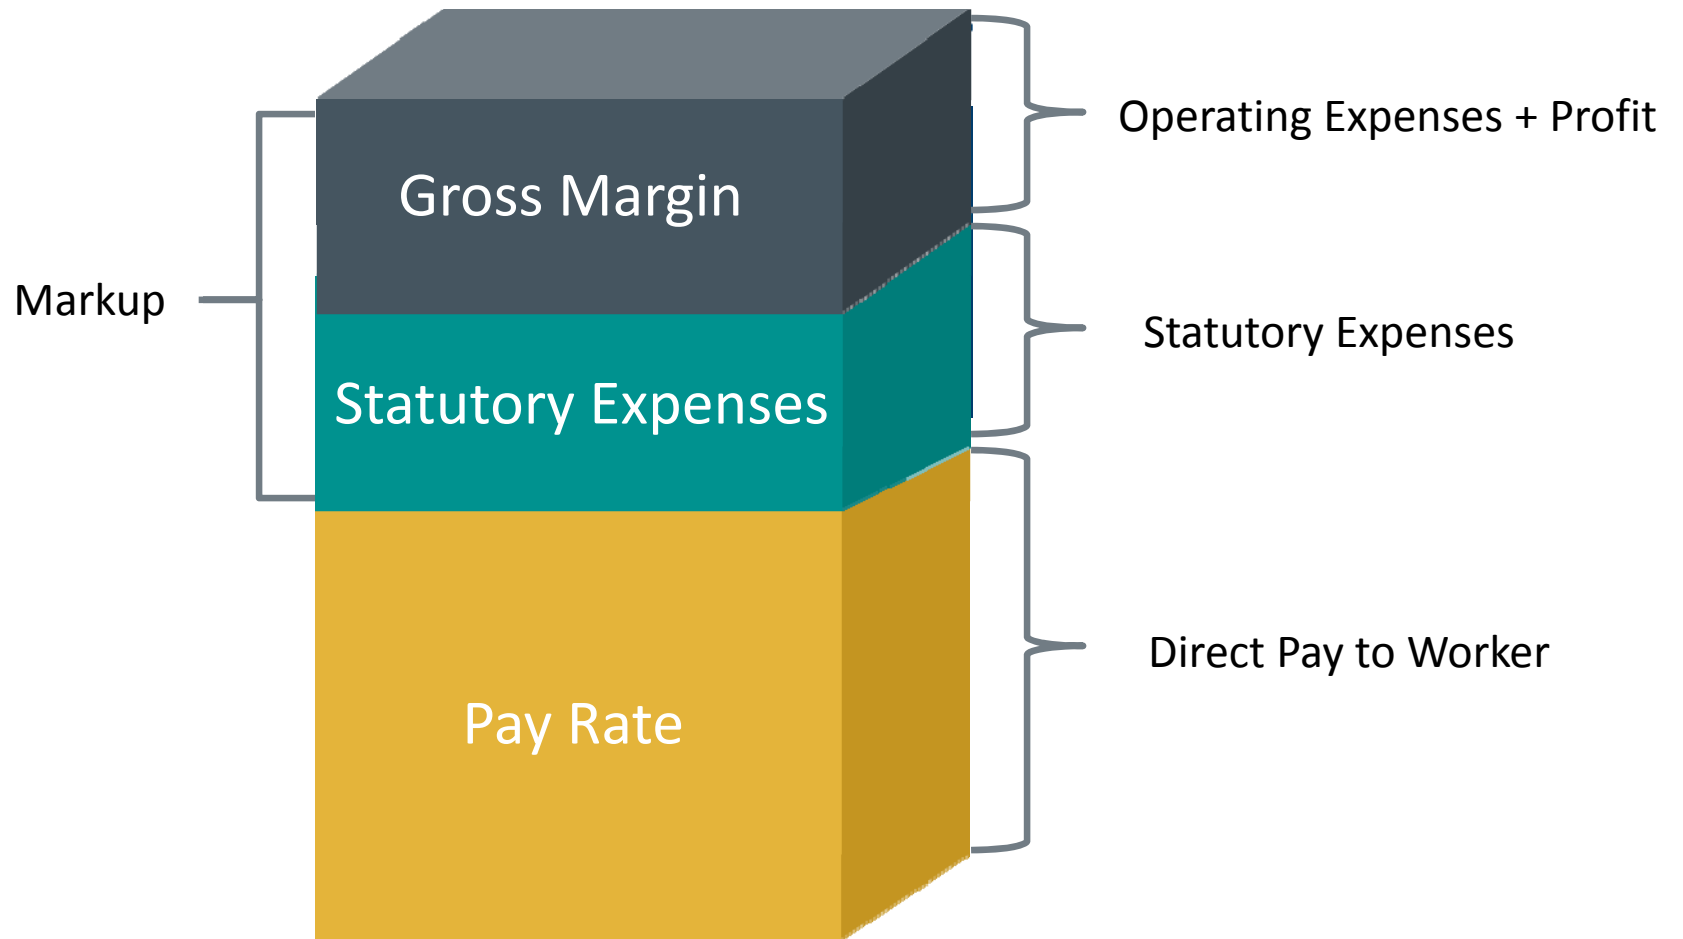 Operating Expenses + Profit
Gross Margin
Markup
Statutory Expenses
Statutory Expenses
Direct Pay to Worker
Pay Rate